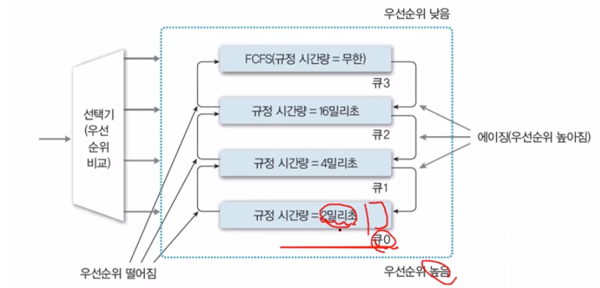 우선순위 낮음
FCFS(규정 시간량 = 무한)
큐3
선택기
(우선
순위
비교)
규정 시간량 = 16밀리초
큐2
에이징(우선순위 높아짐)
규정 시간량 = 4밀리초
큐1
규정 시간량 = 2밀리초
큐0
우선순위 떨어짐
우선순위 높음